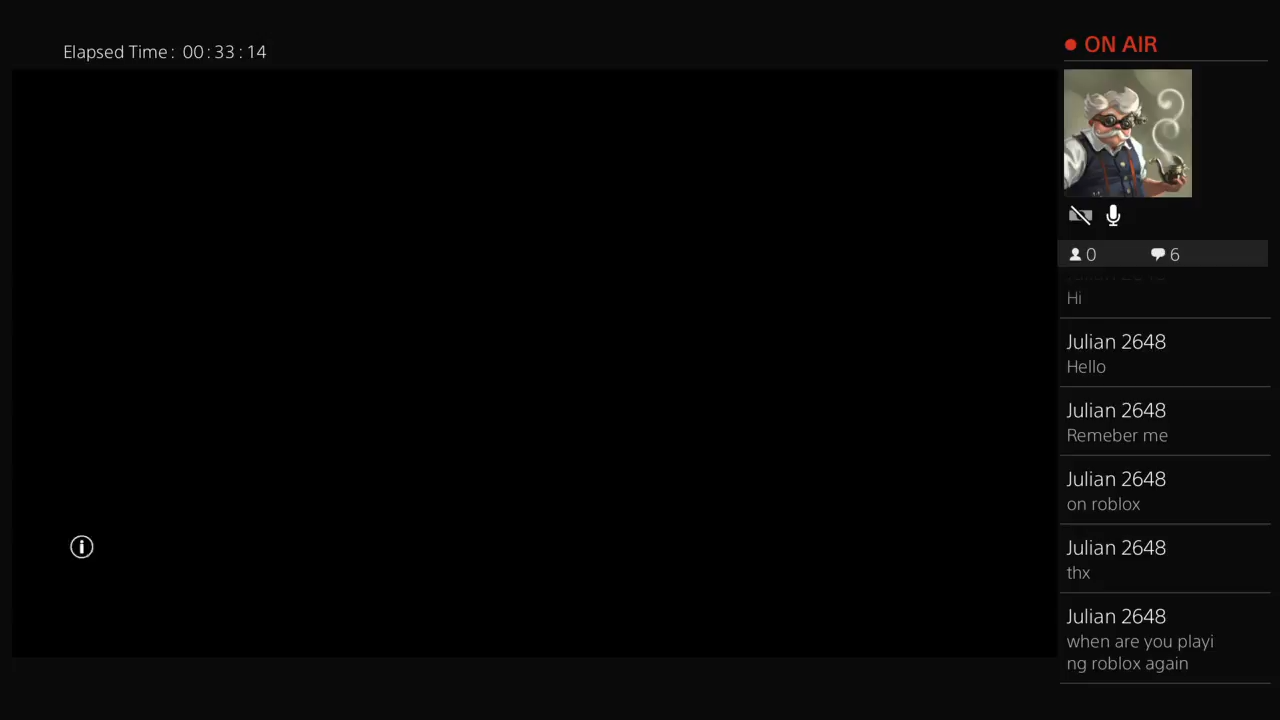 Elapsed Time: 00:33:14
ON AIR
0 6
Hi
Julian 2648
Hello
Julian 2648
Remeber me
Julian 2648
on roblox
Julian 2648
thx
Julian 2648
when are you playi
ng roblox again